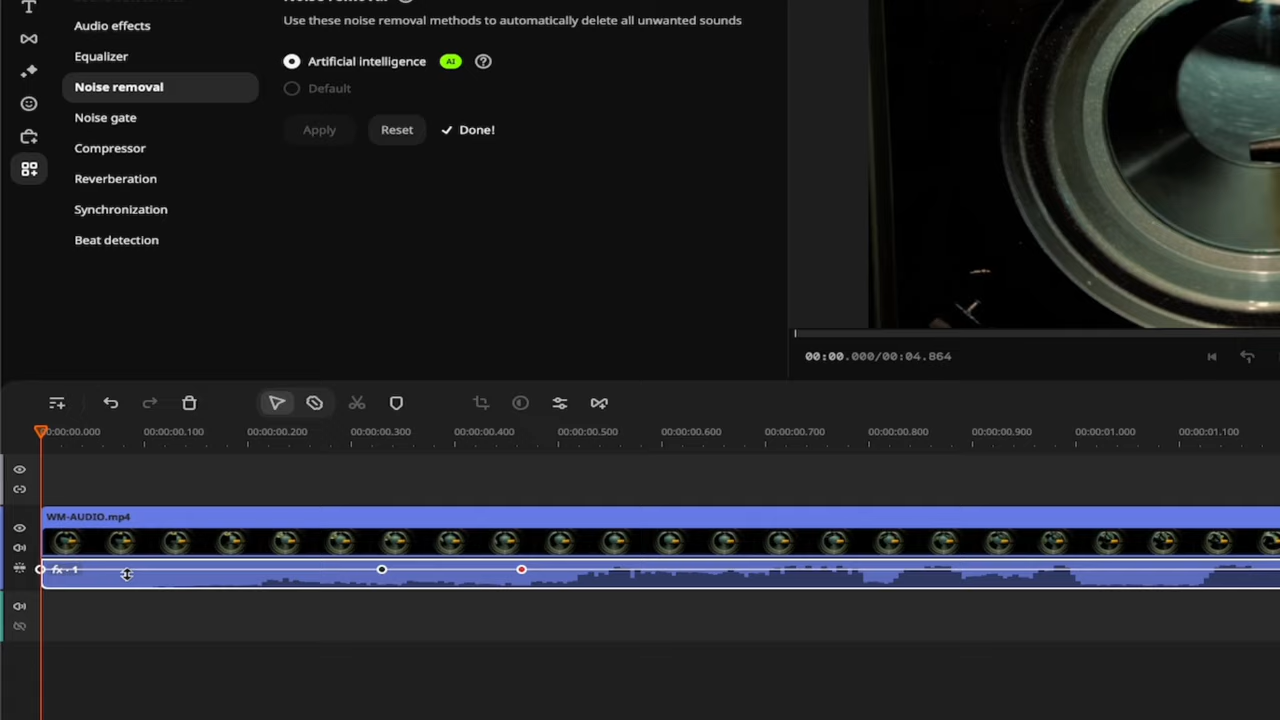 Noise removal
Use these noise removal methods to automatically delete all unwanted sounds
Audio effects
Equalizer
Noise removal
Noise gate
Compressor
Reverberation
Synchronization
Beat detection
Artificial intelligence AI
Default
Apply Reset Done!
00:00.000/00:04.864
00:00:00.000 00:00:00.100 00:00:00.200 00:00:00.300 00:00:00.400 00:00:00.500 00:00:00.600 00:00:00.700 00:00:00.800 00:00:00.900 00:00:01.000 00:00:01.100
WM-AUDIO.mp4
fx · 1